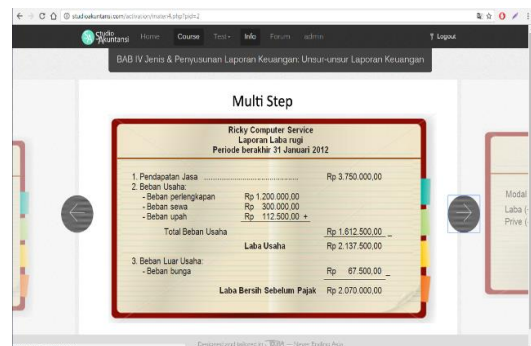 studioakuntansi.com/activation/materi4.php?pid=2
Studio Akuntansi Home Course Test Info Forum admin Logout
BAB IV Jenis & Penyusunan Laporan Keuangan: Unsur-unsur Laporan Keuangan
Multi Step
Ricky Computer Service
Laporan Laba rugi
Periode berakhir 31 Januari 2012
1. Pendapatan Jasa ............................................ Rp 3.750.000,00
2. Beban Usaha:
- Beban perlengkapan Rp 1.200.000,00
- Beban sewa Rp 300.000,00
- Beban upah Rp 112.500,00 +
Total Beban Usaha Rp 1.612.500,00 _
Laba Usaha Rp 2.137.500,00
3. Beban Luar Usaha:
- Beban bunga Rp 67.500,00 _
Laba Bersih Sebelum Pajak Rp 2.070.000,00
Modal
Laba (
Prive (